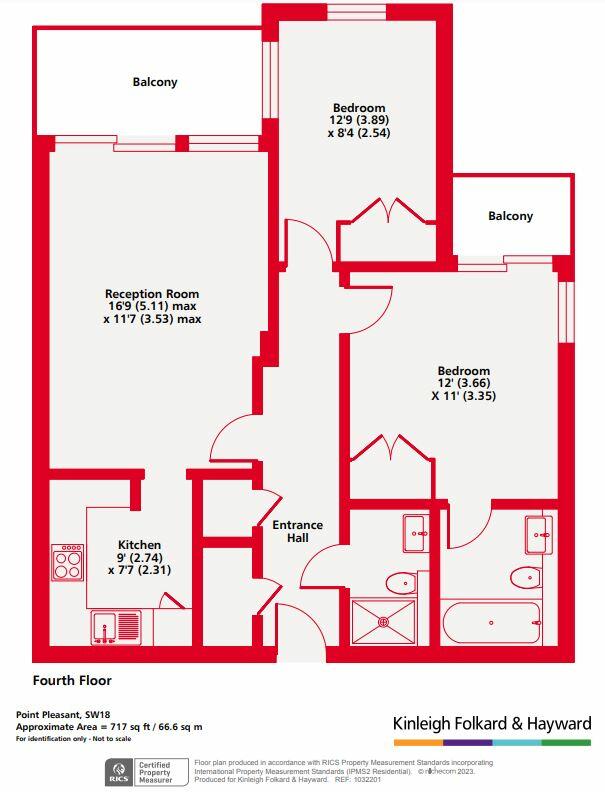 Balcony
Bedroom
12'9 (3.89)
x 8'4 (2.54)
Balcony
Reception Room
16'9 (5.11) max
x 11'7 (3.53) max
Bedroom
12' (3.66)
X 11' (3.35)
Entrance
Hall
Kitchen
9' (2.74)
x 7'7 (2.31)
Fourth Floor
Point Pleasant, SW18
Approximate Area = 717 sq ft / 66.6 sq m
For identification only - Not to scale
Kinleigh Folkard & Hayward
RICS
Certified
Property
Measurer
Floor plan produced in accordance with RICS Property Measurement Standards incorporating
International Property Measurement Standards (IPMS2 Residential). © nichecom 2023.
Produced for Kinleigh Folkard & Hayward. REF: 1032201